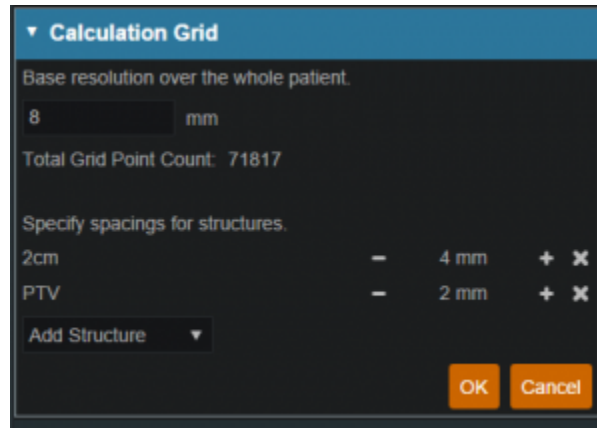 Calculation Grid
Base resolution over the whole patient.
8 mm
Total Grid Point Count: 71817
Specify spacings for structures.
2cm - 4 mm + ×
PTV - 2 mm + ×
Add Structure
OK Cancel